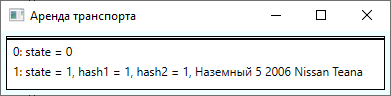 Аренда транспорта
0: state = 0
1: state = 1, hash1 = 1, hash2 = 1, Наземный 5 2006 Nissan Teana